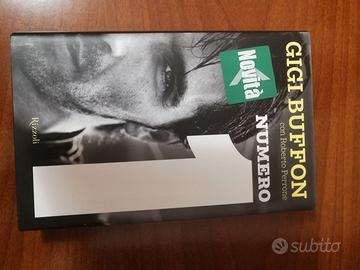 GIGI BUFFON
con Roberto Perrone
NUMERO
1
Novità
Rizzoli
subito